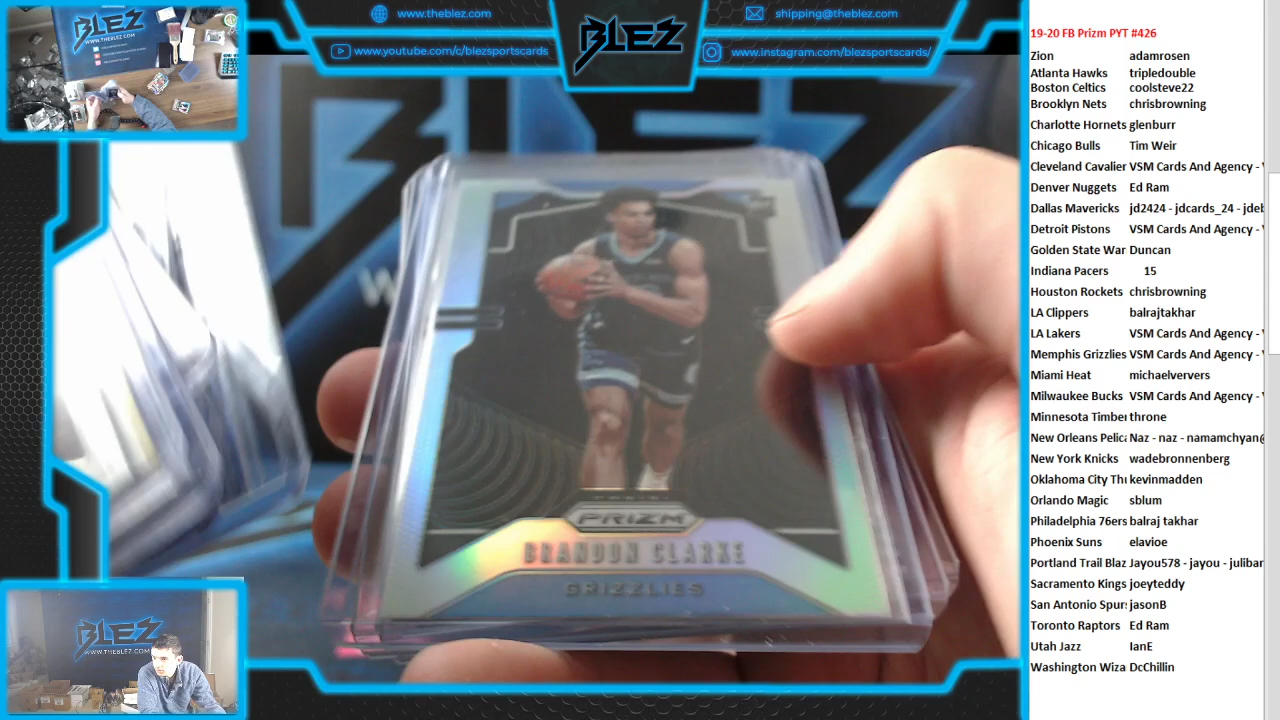 BLEZ
WWW.THEBLEZ.COM
www.theblez.com
www.youtube.com/c/blezsportscards
BLEZ
shipping@theblez.com
www.instagram.com/blezsportscards/
BLEZ
W
PRIZM
BRANDON CLARKE
GRIZZLIES
BLEZ
WWW.THEBLEZ.COM
19-20 FB Prizm PYT #426
Zion adamrosen
Atlanta Hawks tripledouble
Boston Celtics coolsteve22
Brooklyn Nets chrisbrowning
Charlotte Hornets glenburr
Chicago Bulls Tim Weir
Cleveland Cavalier VSM Cards And Agency -
Denver Nuggets Ed Ram
Dallas Mavericks jd2424 - jdcards_24 - jdeb
Detroit Pistons VSM Cards And Agency -
Golden State War Duncan
Indiana Pacers 15
Houston Rockets chrisbrowning
LA Clippers balrajtakhar
LA Lakers VSM Cards And Agency -
Memphis Grizzlies VSM Cards And Agency -
Miami Heat michaelververs
Milwaukee Bucks VSM Cards And Agency -
Minnesota Timber throne
New Orleans Pelica Naz - naz - namamchyan@
New York Knicks wadebronnenberg
Oklahoma City Thu kevinmadden
Orlando Magic sblum
Philadelphia 76ers balraj takhar
Phoenix Suns elavioe
Portland Trail Blaz Jayou578 - jayou - julibar
Sacramento Kings joeyteddy
San Antonio Spurs jasonB
Toronto Raptors Ed Ram
Utah Jazz IanE
Washington Wiza DcChillin